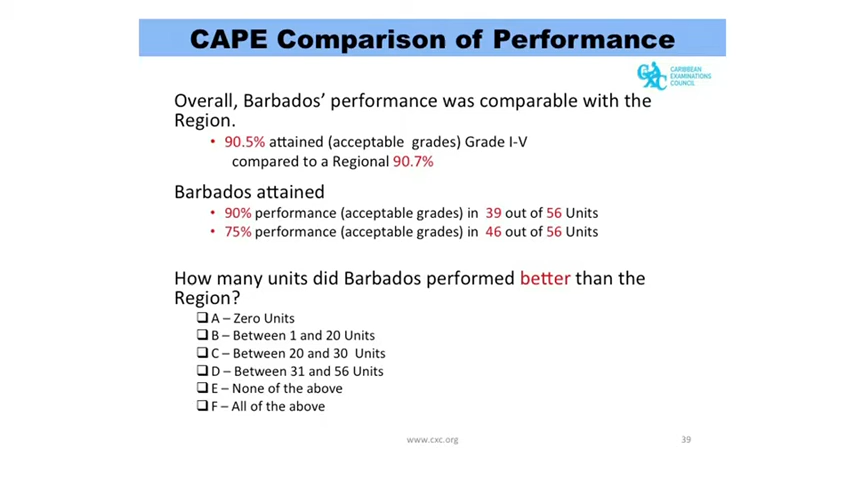 CAPE Comparison of Performance
CARIBBEAN
EXAMINATIONS
COUNCIL
CXC
Overall, Barbados' performance was comparable with the
Region.
• 90.5% attained (acceptable grades) Grade I-V
compared to a Regional 90.7%
Barbados attained
• 90% performance (acceptable grades) in 39 out of 56 Units
• 75% performance (acceptable grades) in 46 out of 56 Units
How many units did Barbados performed better than the
Region?
❑ A – Zero Units
❑ B – Between 1 and 20 Units
❑ C – Between 20 and 30 Units
❑ D – Between 31 and 56 Units
❑ E – None of the above
❑ F – All of the above
www.cxc.org
39